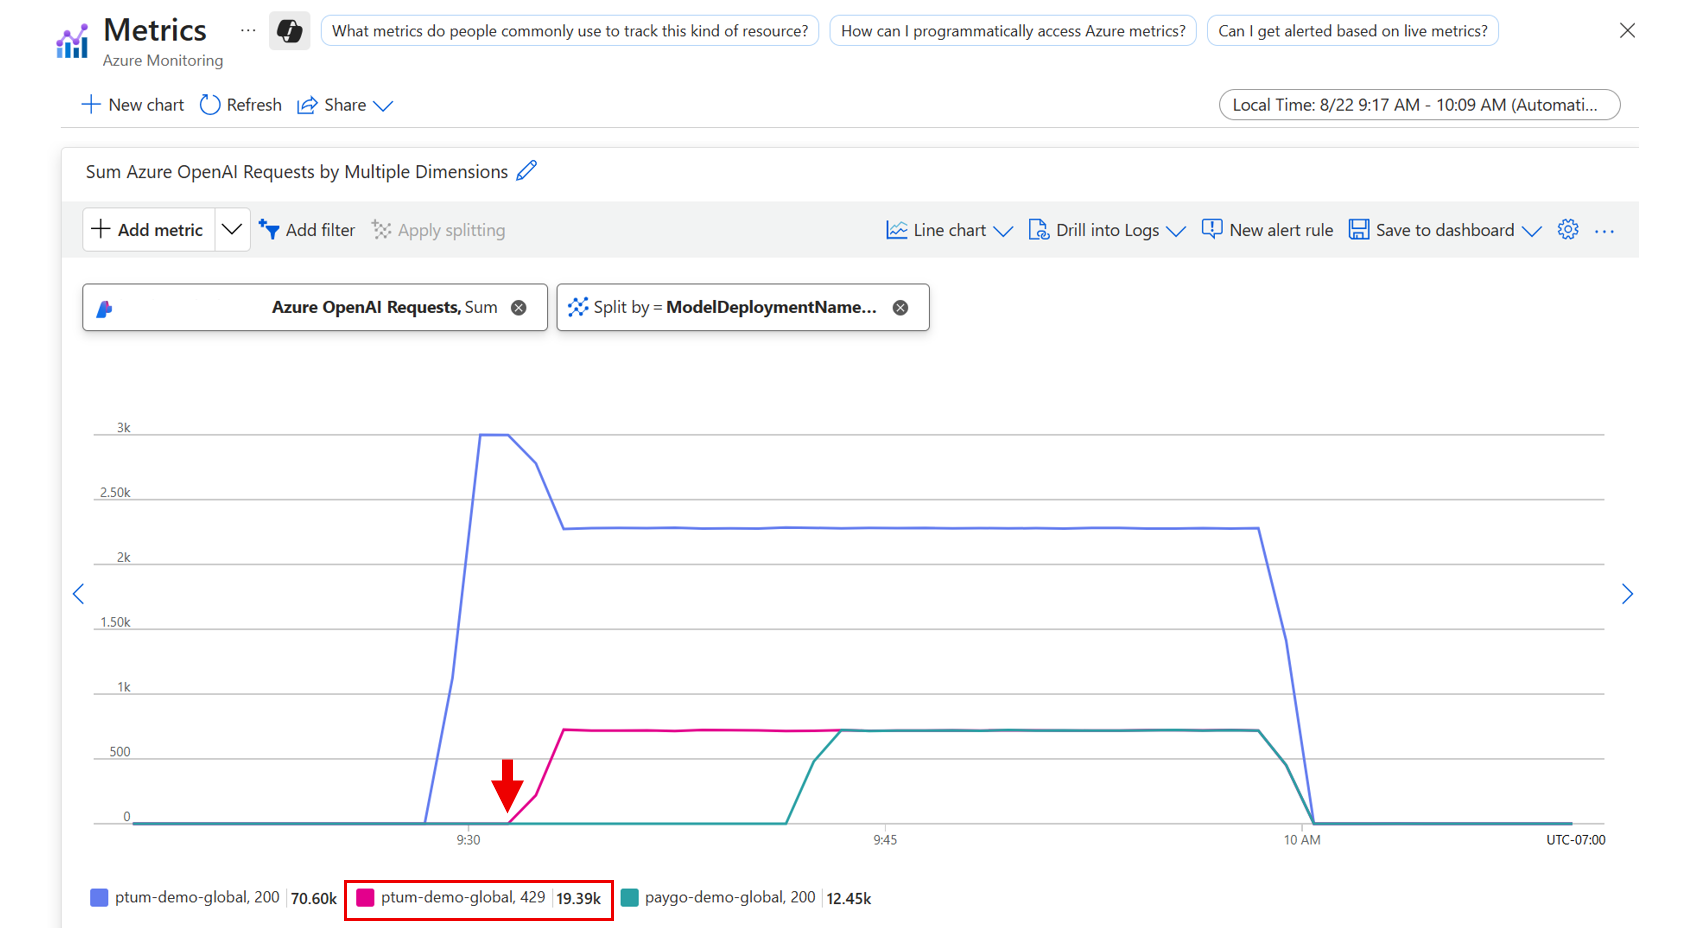 Metrics
...
What metrics do people commonly use to track this kind of resource?
How can I programmatically access Azure metrics?
Can I get alerted based on live metrics?
Azure Monitoring
New chart
Refresh
Share
Local Time: 8/22 9:17 AM - 10:09 AM (Automati...
Sum Azure OpenAI Requests by Multiple Dimensions
Add metric
Add filter
Apply splitting
Line chart
Drill into Logs
New alert rule
Save to dashboard
...
Azure OpenAI Requests, Sum
Split by = ModelDeploymentName...
3k
2.50k
2k
1.50k
1k
500
0
9:30
9:45
10 AM
UTC-07:00
ptum-demo-global, 200 70.60k
ptum-demo-global, 429 19.39k
paygo-demo-global, 200 12.45k